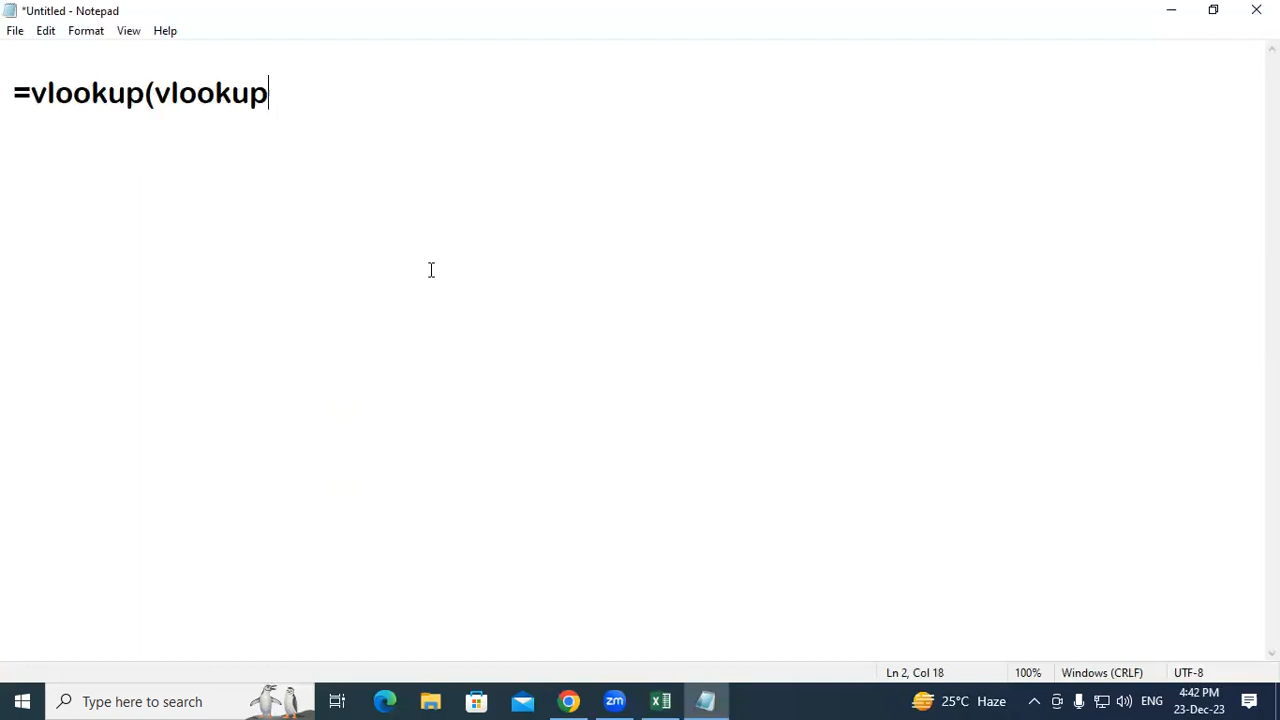 *Untitled - Notepad
File Edit Format View Help
=vlookup(vlookup
Ln 2, Col 18 100% Windows (CRLF) UTF-8
Type here to search
zm
25°C Haze
ENG
4:42 PM
23-Dec-23